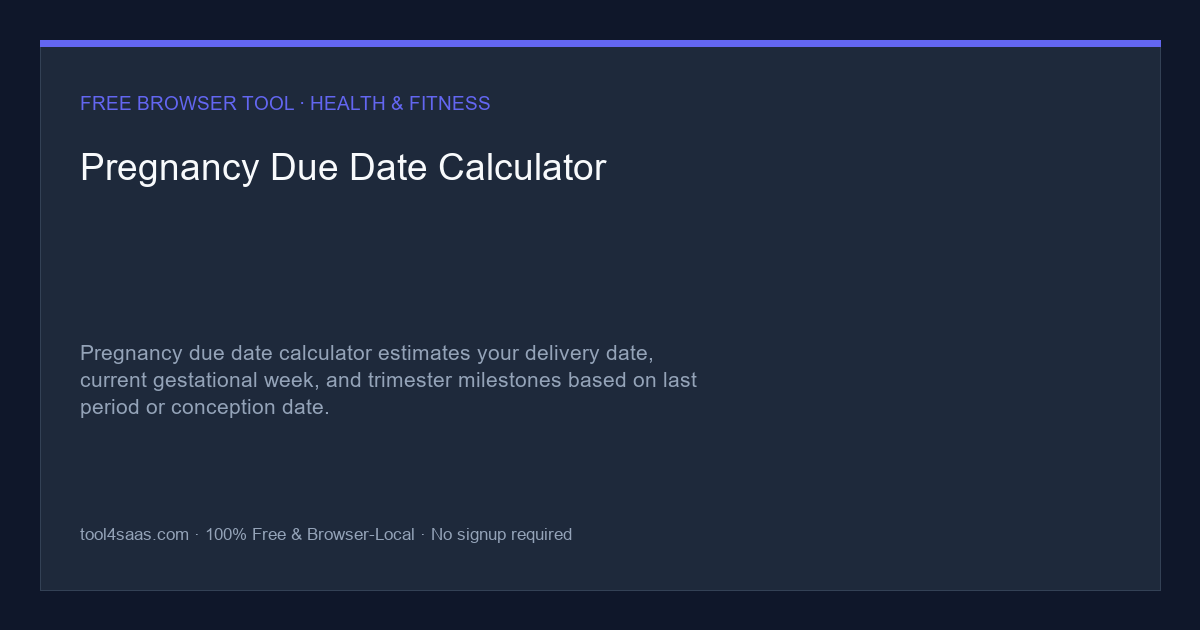 FREE BROWSER TOOL · HEALTH & FITNESS
Pregnancy Due Date Calculator
Pregnancy due date calculator estimates your delivery date,
current gestational week, and trimester milestones based on last
period or conception date.
tool4saas.com · 100% Free & Browser-Local · No signup required